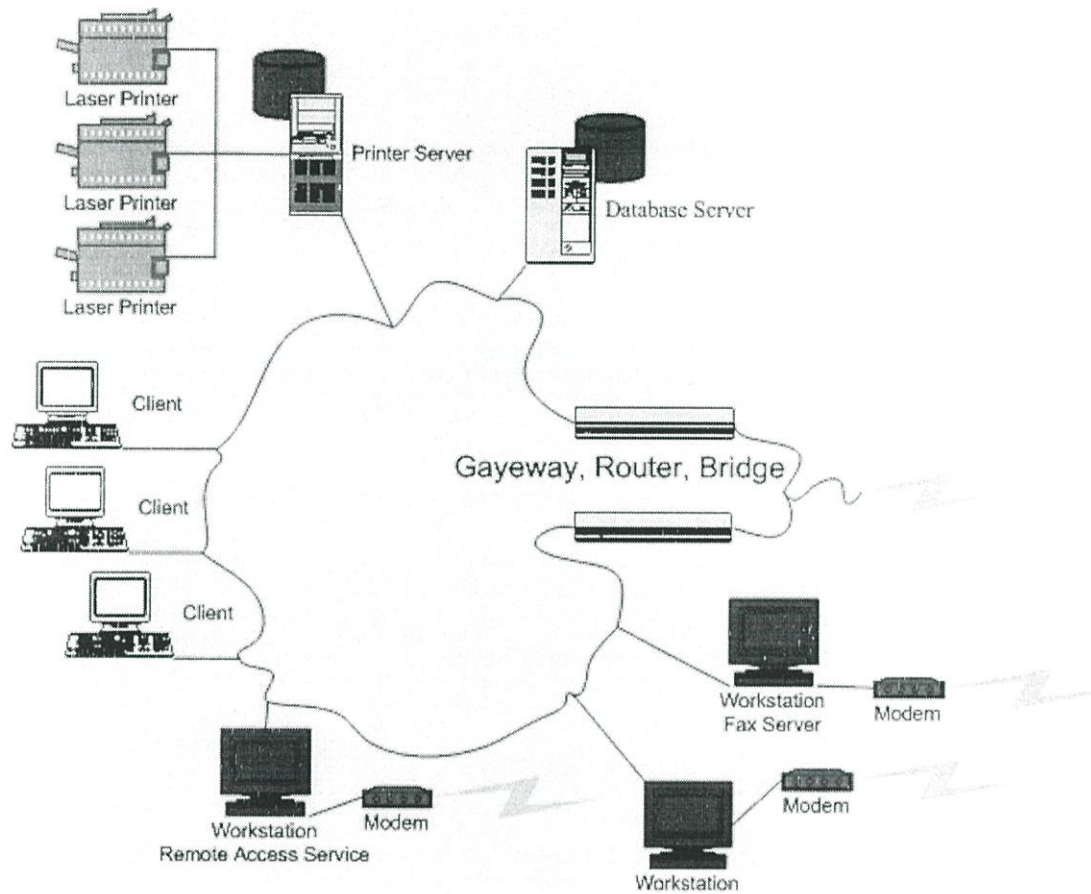 Laser Printer
Printer Server
Laser Printer
Database Server
Laser Printer
Client
Gayeway, Router, Bridge
Client
Client
Workstation
Fax Server
Modem
Modem
Modem
Workstation
Remote Access Service
Workstation